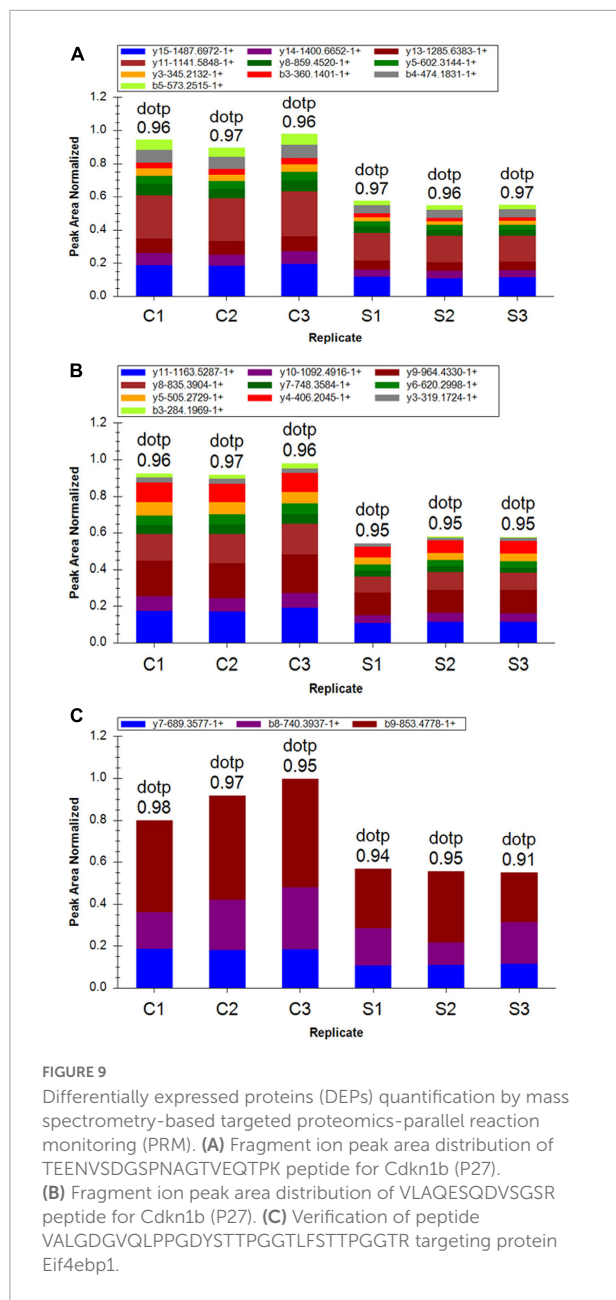 A
y15-1487.6972-1+ y14-1400.6652-1+ y13-1285.6383-1+
y11-1141.5848-1+ y8-859.4520-1+ y5-602.3144-1+
y3-345.2132-1+ b3-360.1401-1+ b4-474.1831-1+
b5-573.2515-1+
Peak Area Normalized
1.2
1.0
0.8
0.6
0.4
0.2
0.0
dotp
0.96
dotp
0.97
dotp
0.96
dotp
0.97
dotp
0.96
dotp
0.97
C1 C2 C3 S1 S2 S3
Replicate
B
y11-1163.5287-1+ y10-1092.4916-1+ y9-964.4330-1+
y8-835.3904-1+ y7-748.3584-1+ y6-620.2998-1+
y5-505.2729-1+ y4-406.2045-1+ y3-319.1724-1+
b3-284.1969-1+
Peak Area Normalized
1.2
1.0
0.8
0.6
0.4
0.2
0.0
dotp
0.96
dotp
0.97
dotp
0.96
dotp
0.95
dotp
0.95
dotp
0.95
C1 C2 C3 S1 S2 S3
Replicate
C
y7-689.3577-1+ b8-740.3937-1+ b9-853.4778-1+
Peak Area Normalized
1.2
1.0
0.8
0.6
0.4
0.2
0.0
dotp
0.98
dotp
0.97
dotp
0.95
dotp
0.94
dotp
0.95
dotp
0.91
C1 C2 C3 S1 S2 S3
Replicate
FIGURE 9
Differentially expressed proteins (DEPs) quantification by mass
spectrometry-based targeted proteomics-parallel reaction
monitoring (PRM). (A) Fragment ion peak area distribution of
TEENVSDGSPNAGTVEQTPK peptide for Cdkn1b (P27).
(B) Fragment ion peak area distribution of VLAQESQDVSGSR
peptide for Cdkn1b (P27). (C) Verification of peptide
VALGDGVQLPPGDYSTTPGGTLFSTTPGGTR targeting protein
Eif4ebp1.